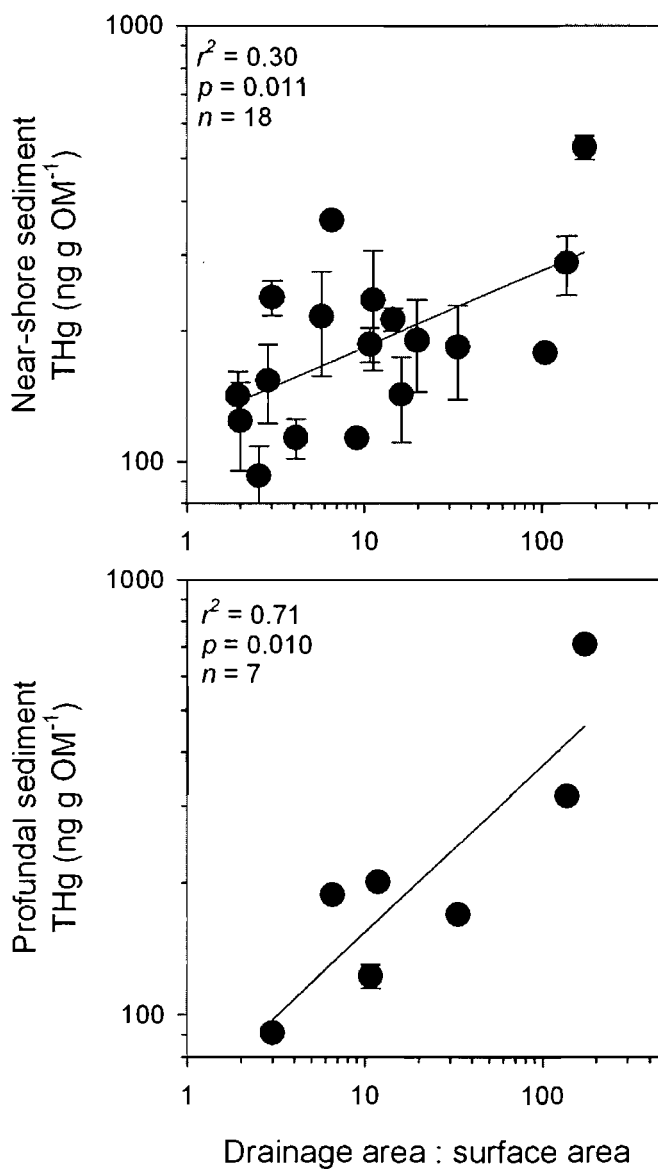 1000
r² = 0.30
p = 0.011
n = 18
Near-shore sediment
THg (ng g OM⁻¹)
100
1 10 100
1000
r² = 0.71
p = 0.010
n = 7
Profundal sediment
THg (ng g OM⁻¹)
100
1 10 100
Drainage area : surface area